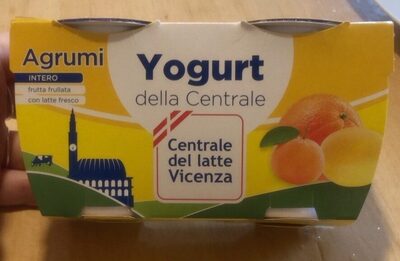 Agrumi
INTERO
frutta frullata
con latte fresco
Yogurt
della Centrale
Centrale
del latte
Vicenza